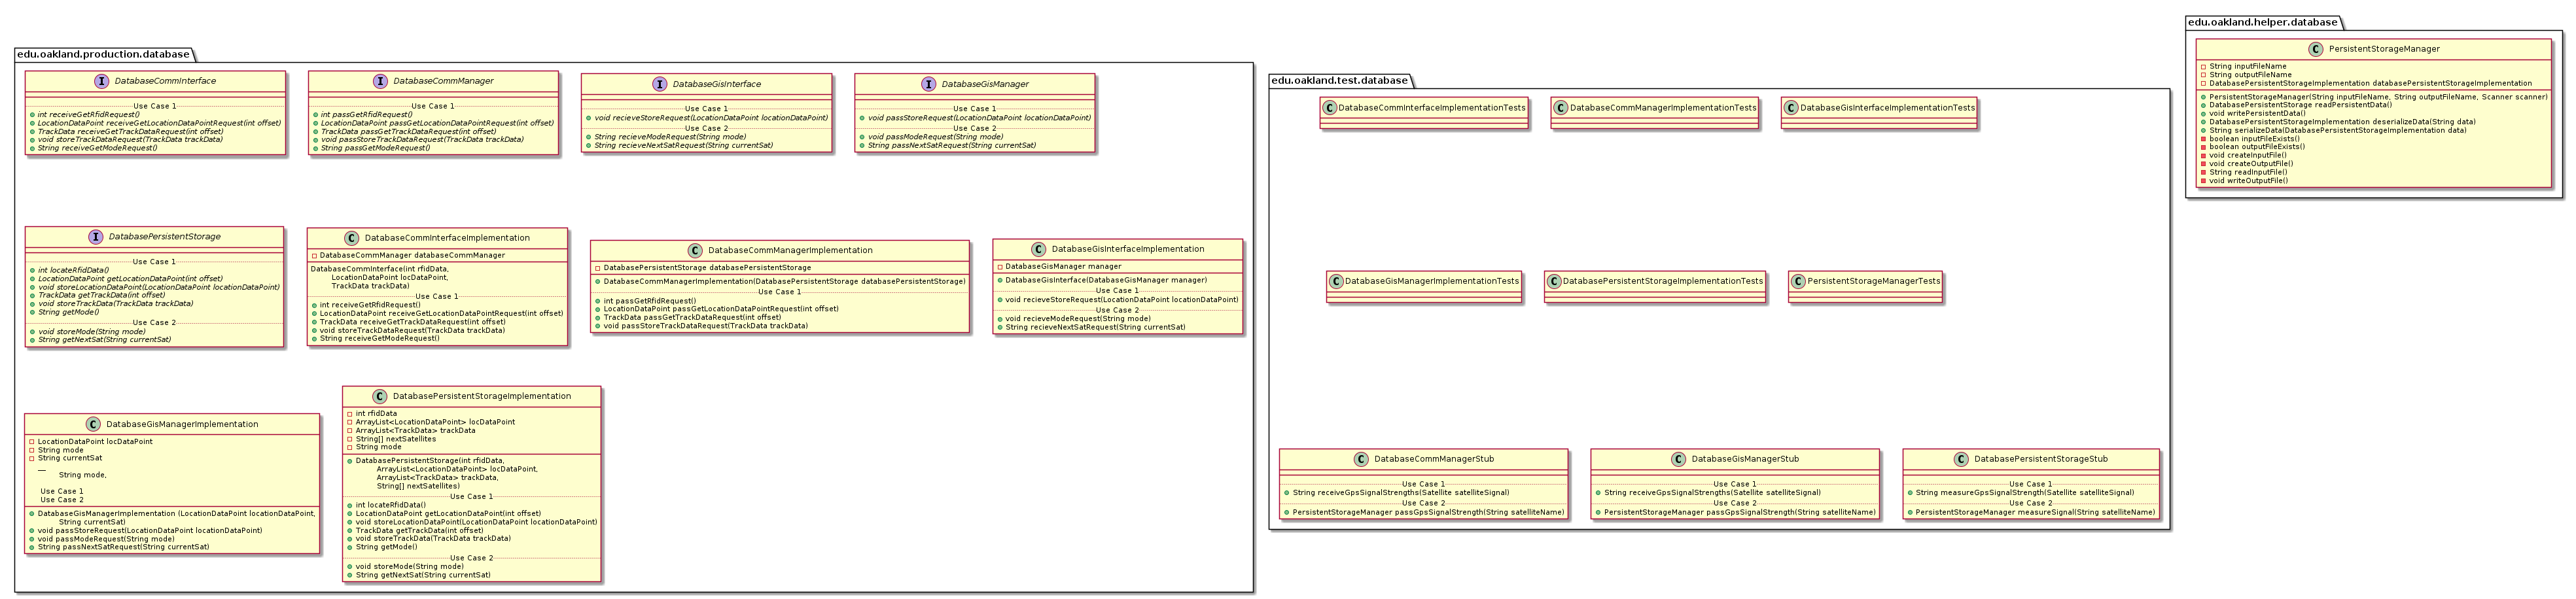 edu.oakland.production.database
I DatabaseCommInterface
Use Case 1
int receiveGetRfidRequest()
LocationDataPoint receiveGetLocationDataPointRequest(int offset)
TrackData receiveGetTrackDataRequest(int offset)
void storeTrackDataRequest(TrackData trackData)
String receiveGetModeRequest()
I DatabaseCommManager
Use Case 1
int passGetRfidRequest()
LocationDataPoint passGetLocationDataPointRequest(int offset)
TrackData passGetTrackDataRequest(int offset)
void passStoreTrackDataRequest(TrackData trackData)
String passGetModeRequest()
I DatabaseGisInterface
Use Case 1
void recieveStoreRequest(LocationDataPoint locationDataPoint)
Use Case 2
String recieveModeRequest(String mode)
String recieveNextSatRequest(String currentSat)
I DatabaseGisManager
Use Case 1
void passStoreRequest(LocationDataPoint locationDataPoint)
Use Case 2
void passModeRequest(String mode)
String passNextSatRequest(String currentSat)
I DatabasePersistentStorage
Use Case 1
int locateRfidData()
LocationDataPoint getLocationDataPoint(int offset)
void storeLocationDataPoint(LocationDataPoint locationDataPoint)
TrackData getTrackData(int offset)
void storeTrackData(TrackData trackData)
String getMode()
Use Case 2
void storeMode(String mode)
String getNextSat(String currentSat)
C DatabaseCommInterfaceImplementation
DatabaseCommManager databaseCommManager
DatabaseCommInterface(int rfidData,
LocationDataPoint locDataPoint,
TrackData trackData)
Use Case 1
int receiveGetRfidRequest()
LocationDataPoint receiveGetLocationDataPointRequest(int offset)
TrackData receiveGetTrackDataRequest(int offset)
void storeTrackDataRequest(TrackData trackData)
String receiveGetModeRequest()
C DatabaseCommManagerImplementation
DatabasePersistentStorage databasePersistentStorage
DatabaseCommManagerImplementation(DatabasePersistentStorage databasePersistentStorage)
Use Case 1
int passGetRfidRequest()
LocationDataPoint passGetLocationDataPointRequest(int offset)
TrackData passGetTrackDataRequest(int offset)
void passStoreTrackDataRequest(TrackData trackData)
C DatabaseGisInterfaceImplementation
DatabaseGisManager manager
DatabaseGisInterface(DatabaseGisManager manager)
Use Case 1
void recieveStoreRequest(LocationDataPoint locationDataPoint)
Use Case 2
void recieveModeRequest(String mode)
String recieveNextSatRequest(String currentSat)
C DatabaseGisManagerImplementation
LocationDataPoint locDataPoint
String mode
String currentSat
__
String mode,
Use Case 1
Use Case 2
DatabaseGisManagerImplementation (LocationDataPoint locationDataPoint,
String currentSat)
void passStoreRequest(LocationDataPoint locationDataPoint)
void passModeRequest(String mode)
String passNextSatRequest(String currentSat)
C DatabasePersistentStorageImplementation
int rfidData
ArrayList<LocationDataPoint> locDataPoint
ArrayList<TrackData> trackData
String[] nextSatellites
String mode
DatabasePersistentStorage(int rfidData,
ArrayList<LocationDataPoint> locDataPoint,
ArrayList<TrackData> trackData,
String[] nextSatellites)
Use Case 1
int locateRfidData()
LocationDataPoint getLocationDataPoint(int offset)
void storeLocationDataPoint(LocationDataPoint locationDataPoint)
TrackData getTrackData(int offset)
void storeTrackData(TrackData trackData)
String getMode()
Use Case 2
void storeMode(String mode)
String getNextSat(String currentSat)
edu.oakland.test.database
C DatabaseCommInterfaceImplementationTests
C DatabaseCommManagerImplementationTests
C DatabaseGisInterfaceImplementationTests
C DatabaseGisManagerImplementationTests
C DatabasePersistentStorageImplementationTests
C PersistentStorageManagerTests
C DatabaseCommManagerStub
Use Case 1
String receiveGpsSignalStrengths(Satellite satelliteSignal)
Use Case 2
PersistentStorageManager passGpsSignalStrength(String satelliteName)
C DatabaseGisManagerStub
Use Case 1
String receiveGpsSignalStrengths(Satellite satelliteSignal)
Use Case 2
PersistentStorageManager passGpsSignalStrength(String satelliteName)
C DatabasePersistentStorageStub
Use Case 1
String measureGpsSignalStrength(Satellite satelliteSignal)
Use Case 2
PersistentStorageManager measureSignal(String satelliteName)
edu.oakland.helper.database
C PersistentStorageManager
String inputFileName
String outputFileName
DatabasePersistentStorageImplementation databasePersistentStorageImplementation
PersistentStorageManager(String inputFileName, String outputFileName, Scanner scanner)
DatabasePersistentStorage readPersistentData()
void writePersistentData()
DatabasePersistentStorageImplementation deserializeData(String data)
String serializeData(DatabasePersistentStorageImplementation data)
boolean inputFileExists()
boolean outputFileExists()
void createInputFile()
void createOutputFile()
String readInputFile()
void writeOutputFile()